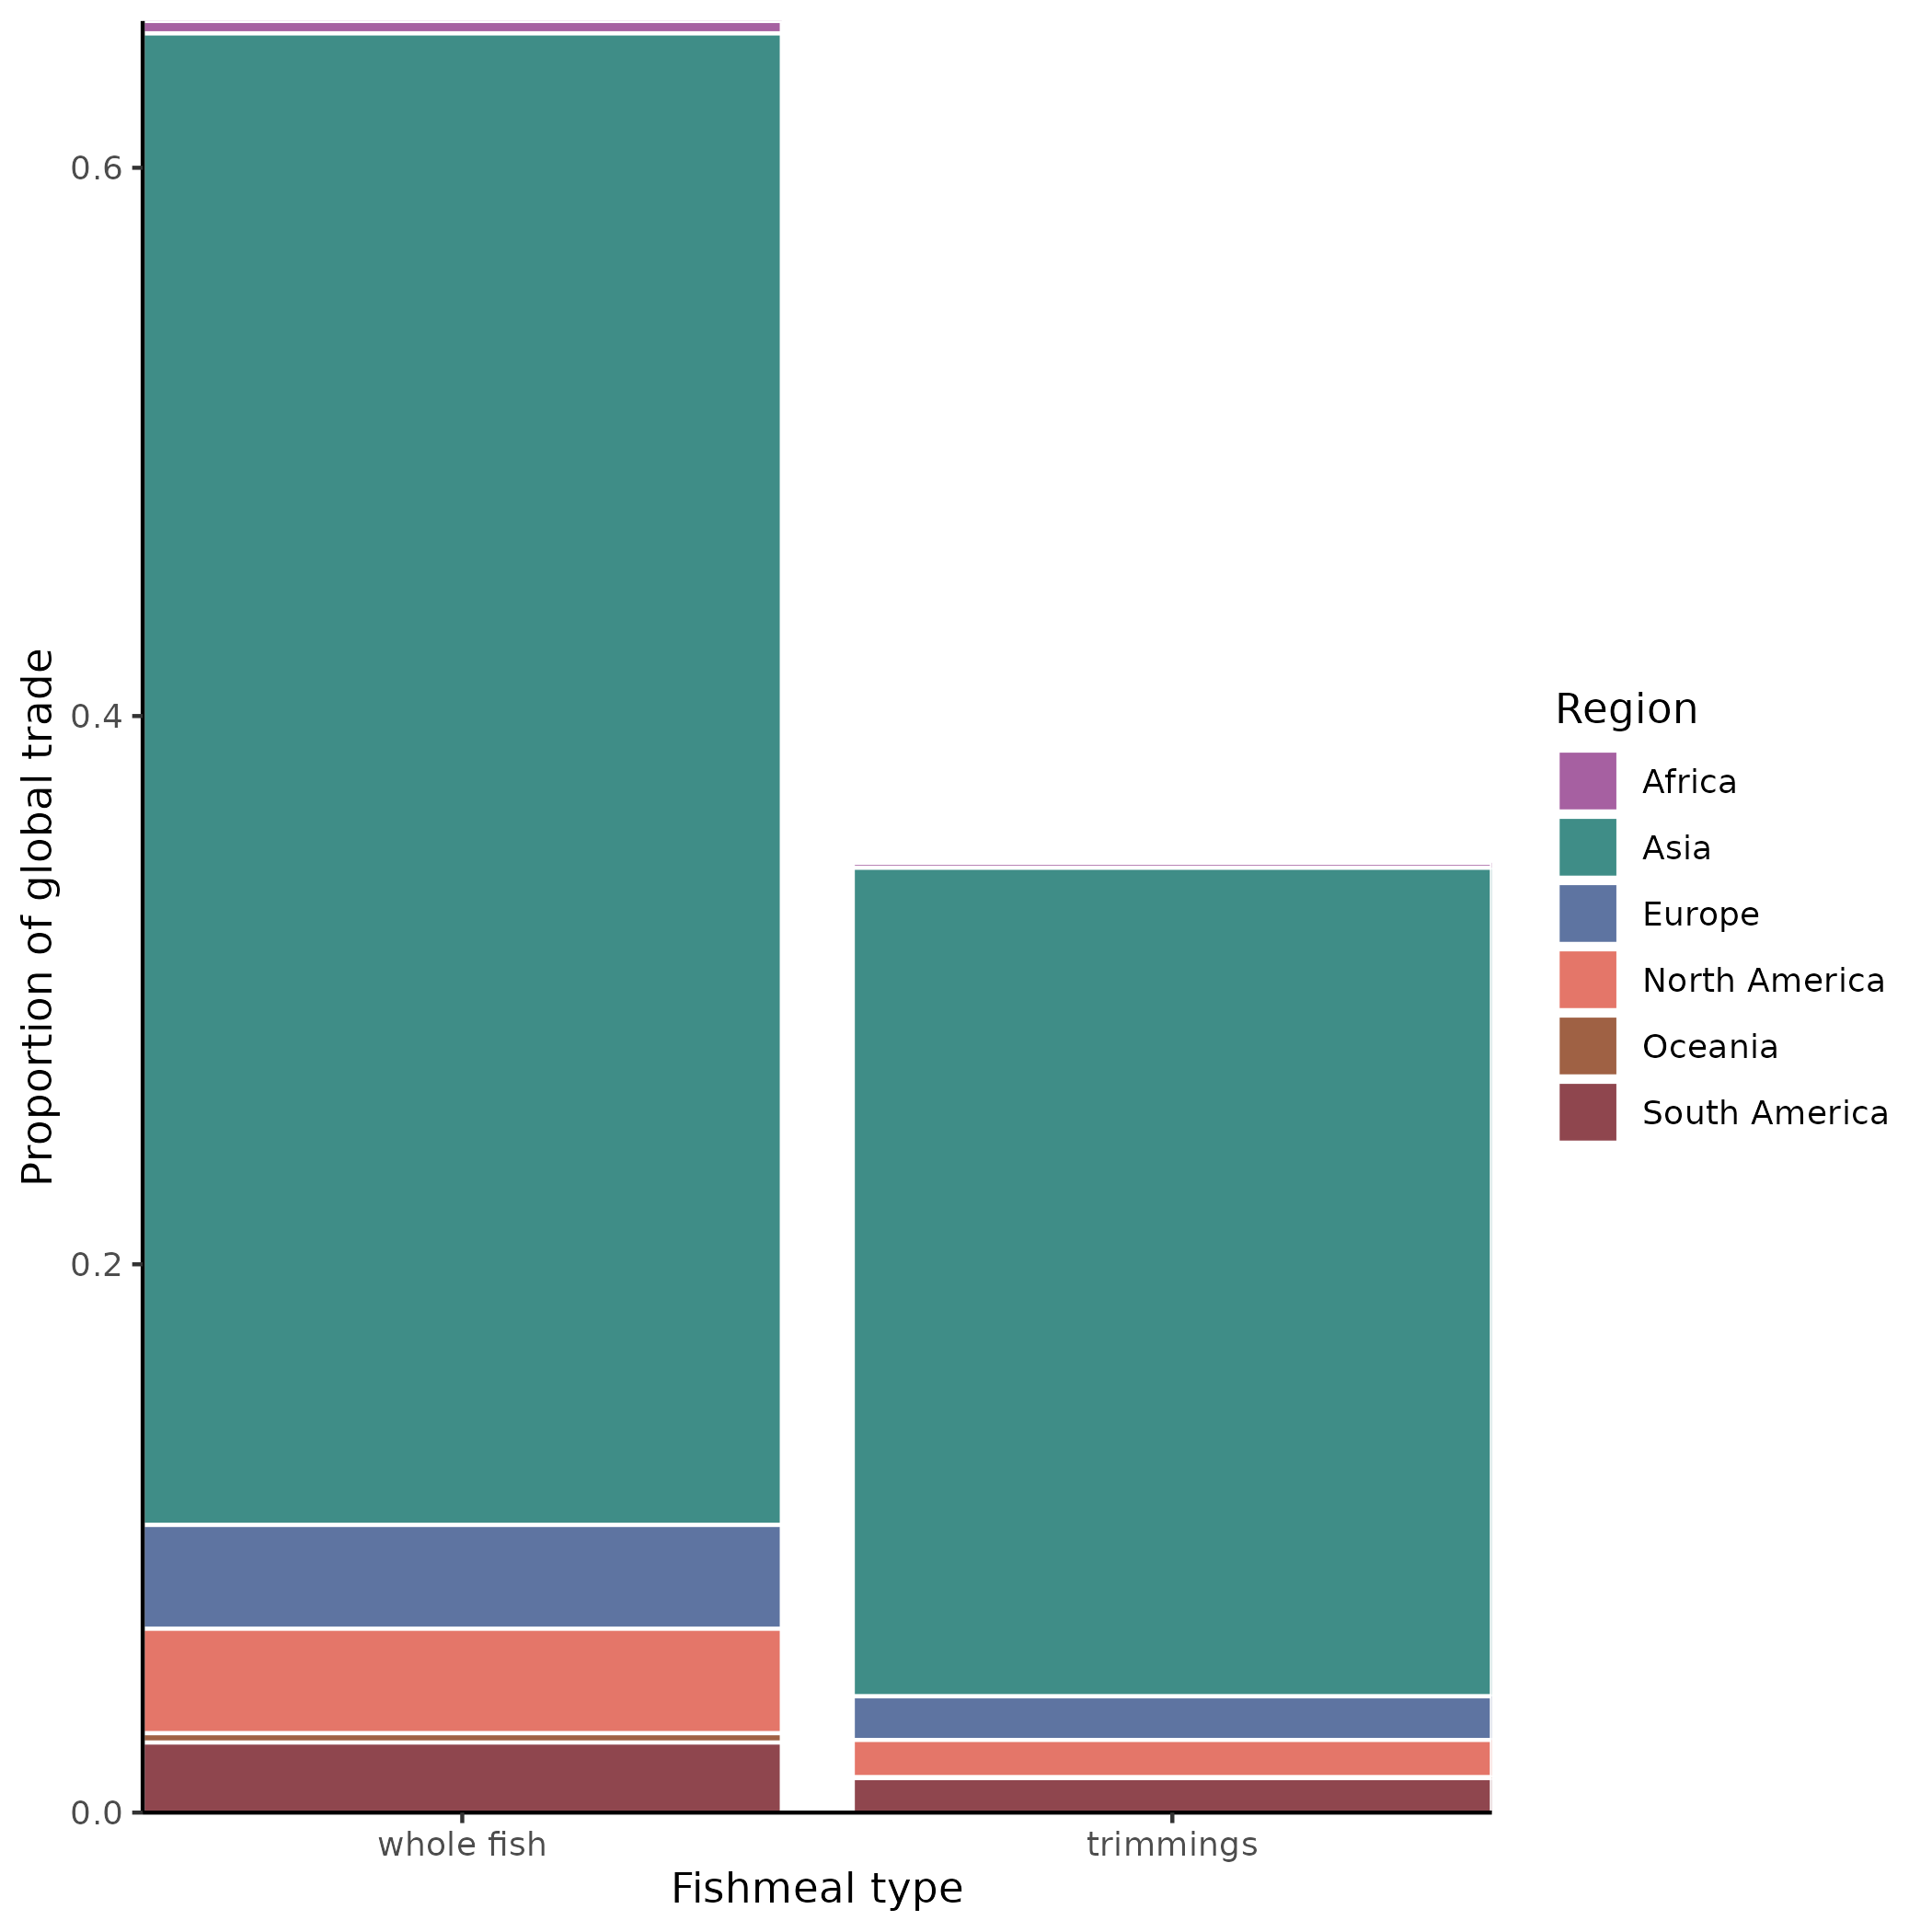 Proportion of global trade
0.6
0.4
0.2
0.0
whole fish
trimmings
Fishmeal type
Region
Africa
Asia
Europe
North America
Oceania
South America